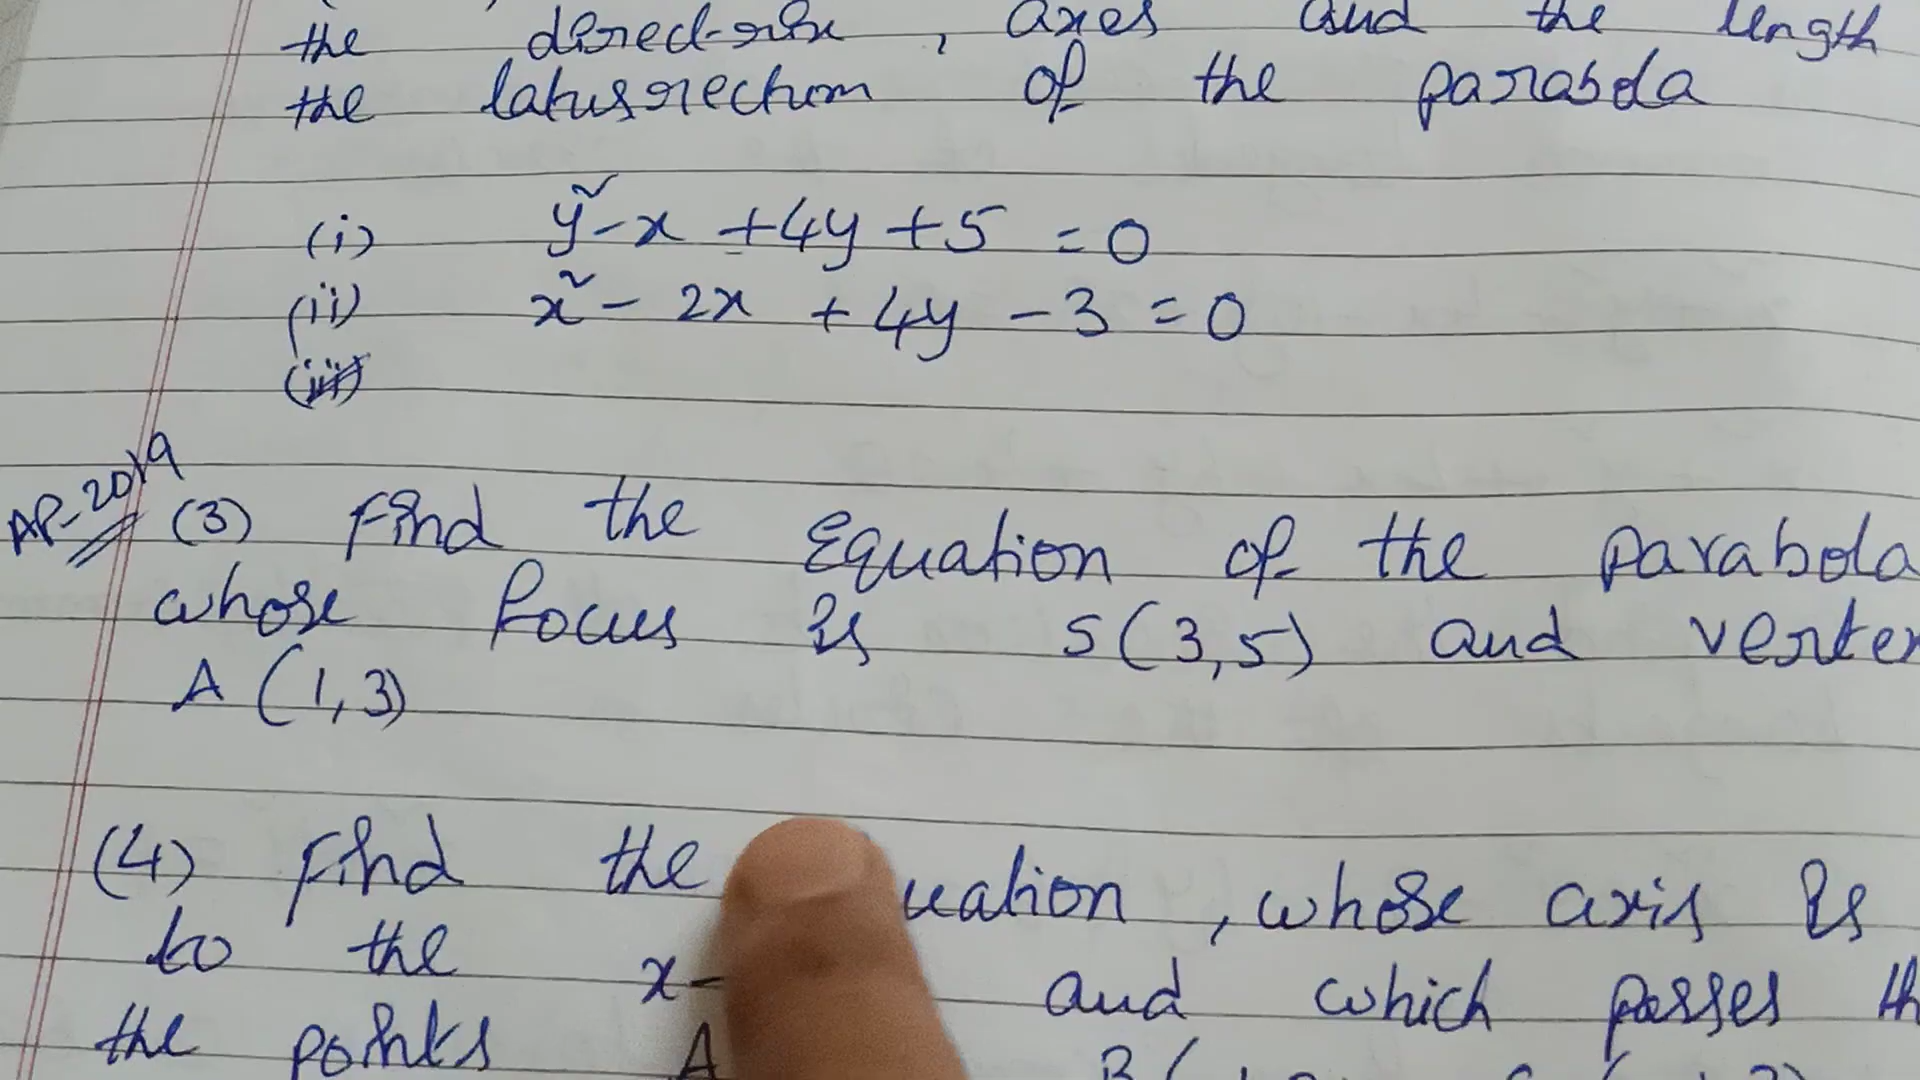 the directrix, axes and the length
the latusrectum of the parabola
(i) y² - x + 4y + 5 = 0
(ii) x² - 2x + 4y - 3 = 0
(iii)
AP-2019 (3) Find the Equation of the parabola
whose focus is S(3,5) and vertex
A (1,3)
(4) Find the uation, whose axis is
to the x- and which passes th
the points A B( C (